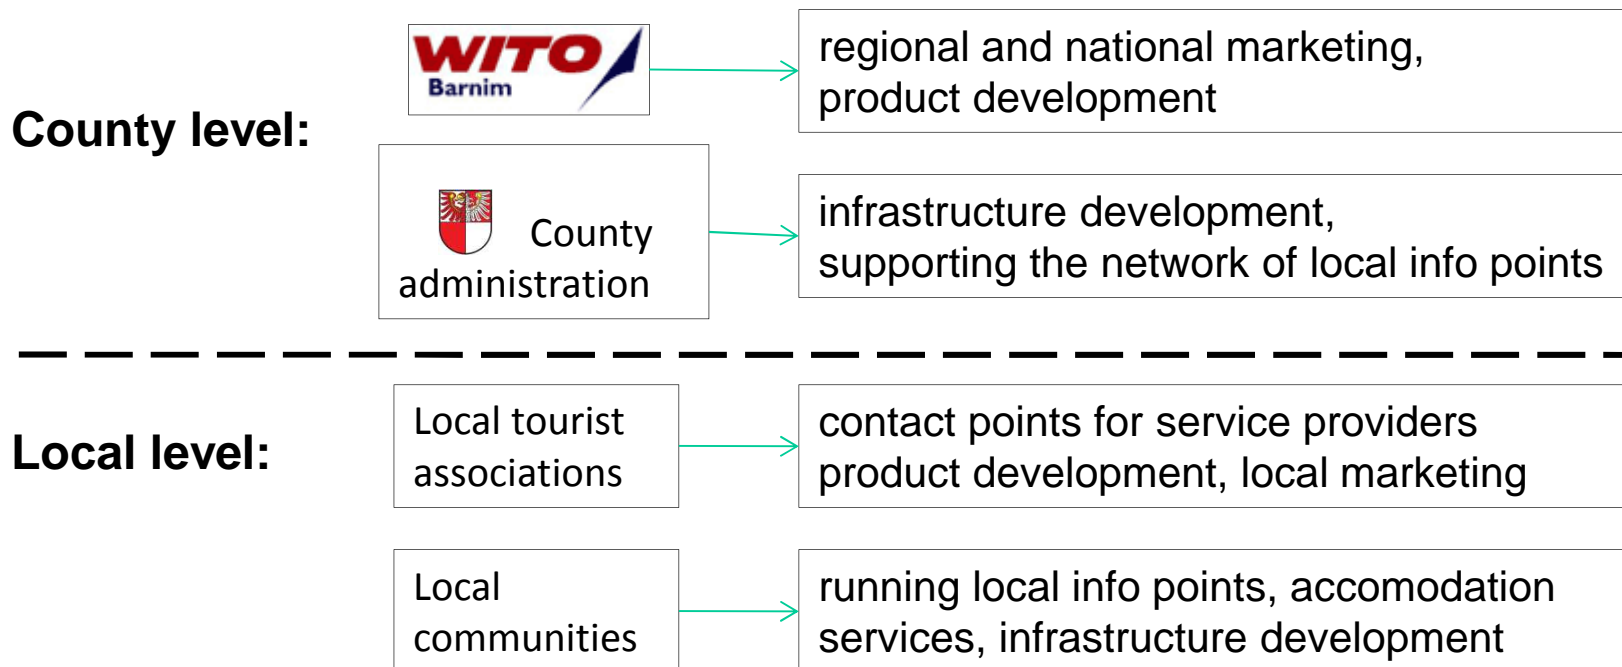 County level:
WITO
Barnim
regional and national marketing,
product development
County
administration
infrastructure development,
supporting the network of local info points
Local level:
Local tourist
associations
contact points for service providers
product development, local marketing
Local
communities
running local info points, accomodation
services, infrastructure development